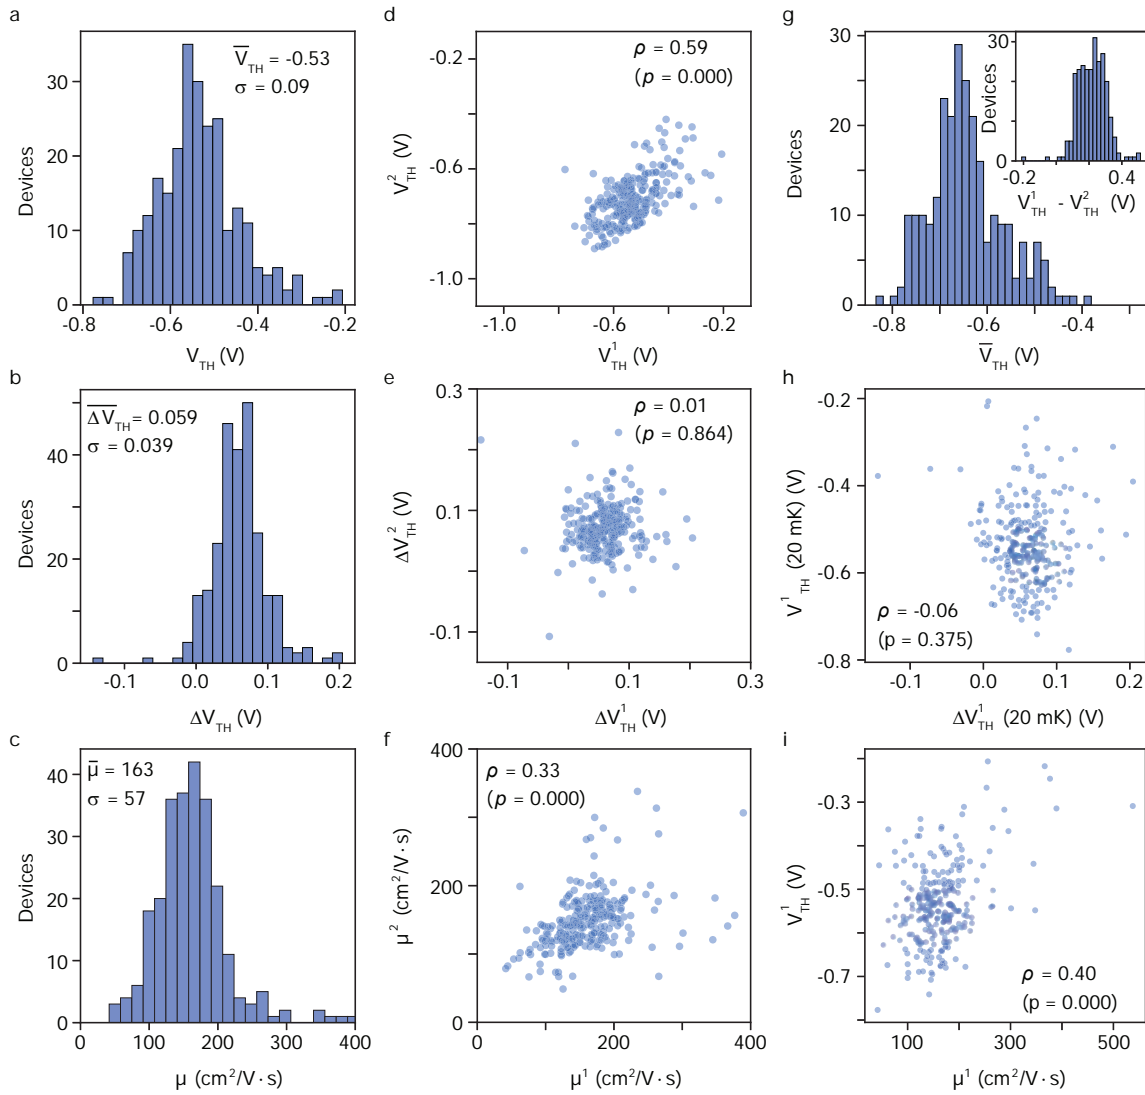 a
V̅TH = -0.53
σ = 0.09
Devices
30
20
10
0
-0.8
-0.6
-0.4
-0.2
VTH (V)
d
ρ = 0.59
(p = 0.000)
V²TH (V)
-0.2
-0.6
-1.0
-1.0
-0.6
-0.2
V¹TH (V)
g
Devices
30
20
10
0
-0.8
-0.6
-0.4
V̅TH (V)
Devices
30
0
-0.2
0.4
V¹TH - V²TH (V)
b
Δ̅V̅TH = 0.059
σ = 0.039
Devices
40
20
0
-0.1
0.0
0.1
0.2
ΔVTH (V)
e
ρ = 0.01
(p = 0.864)
ΔV²TH (V)
0.3
0.1
-0.1
-0.1
0.1
0.3
ΔV¹TH (V)
h
ρ = -0.06
(p = 0.375)
V¹TH (20 mK) (V)
-0.2
-0.4
-0.6
-0.8
-0.1
0.0
0.1
0.2
ΔV¹TH (20 mK) (V)
c
μ̅ = 163
σ = 57
Devices
40
30
20
10
0
0
100
200
300
400
μ (cm²/V·s)
f
ρ = 0.33
(p = 0.000)
μ² (cm²/V·s)
400
200
0
0
200
400
μ¹ (cm²/V·s)
i
ρ = 0.40
(p = 0.000)
V¹TH (V)
-0.3
-0.5
-0.7
100
300
500
μ¹ (cm²/V·s)